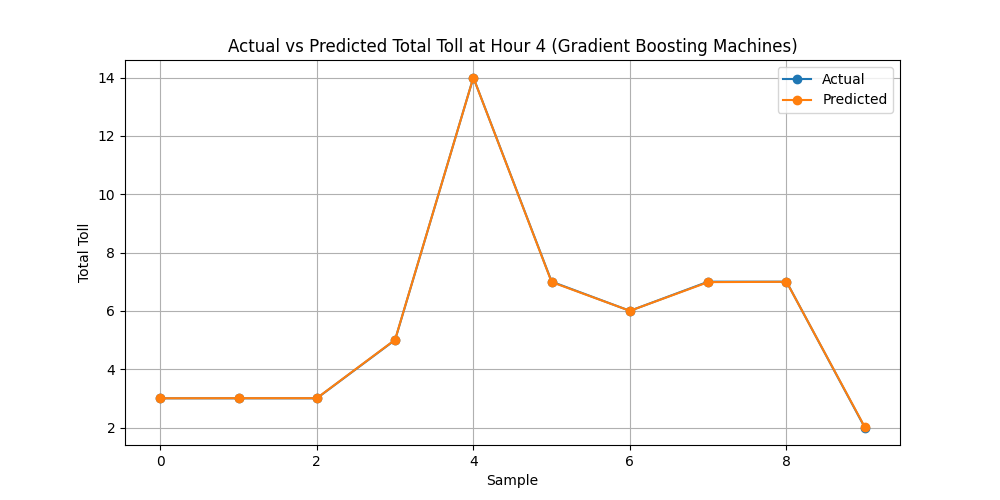 Actual vs Predicted Total Toll at Hour 4 (Gradient Boosting Machines)
Actual
Predicted
14
12
10
8
6
4
2
Total Toll
0 2 4 6 8
Sample